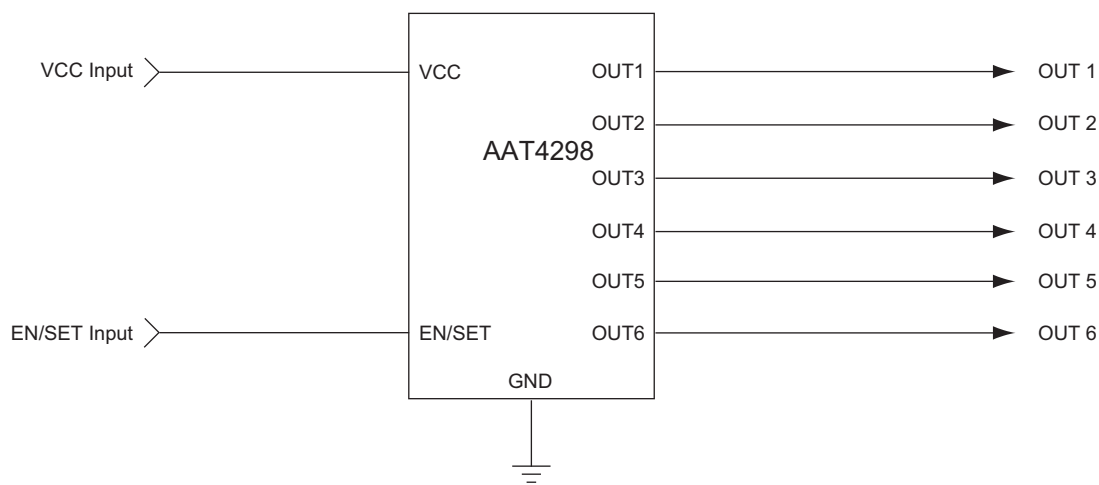 VCC Input
VCC
OUT1
OUT 1
OUT2
OUT 2
AAT4298
OUT3
OUT 3
OUT4
OUT 4
OUT5
OUT 5
EN/SET Input
EN/SET
OUT6
OUT 6
GND